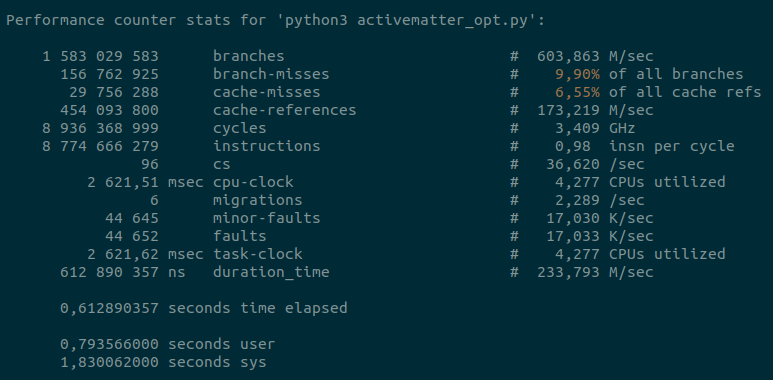 Performance counter stats for 'python3 activematter_opt.py':
1 583 029 583 branches # 603,863 M/sec
156 762 925 branch-misses # 9,90% of all branches
29 756 288 cache-misses # 6,55% of all cache refs
454 093 800 cache-references # 173,219 M/sec
8 936 368 999 cycles # 3,409 GHz
8 774 666 279 instructions # 0,98 insn per cycle
96 cs # 36,620 /sec
2 621,51 msec cpu-clock # 4,277 CPUs utilized
6 migrations # 2,289 /sec
44 645 minor-faults # 17,030 K/sec
44 652 faults # 17,033 K/sec
2 621,62 msec task-clock # 4,277 CPUs utilized
612 890 357 ns duration_time # 233,793 M/sec
0,612890357 seconds time elapsed
0,793566000 seconds user
1,830062000 seconds sys